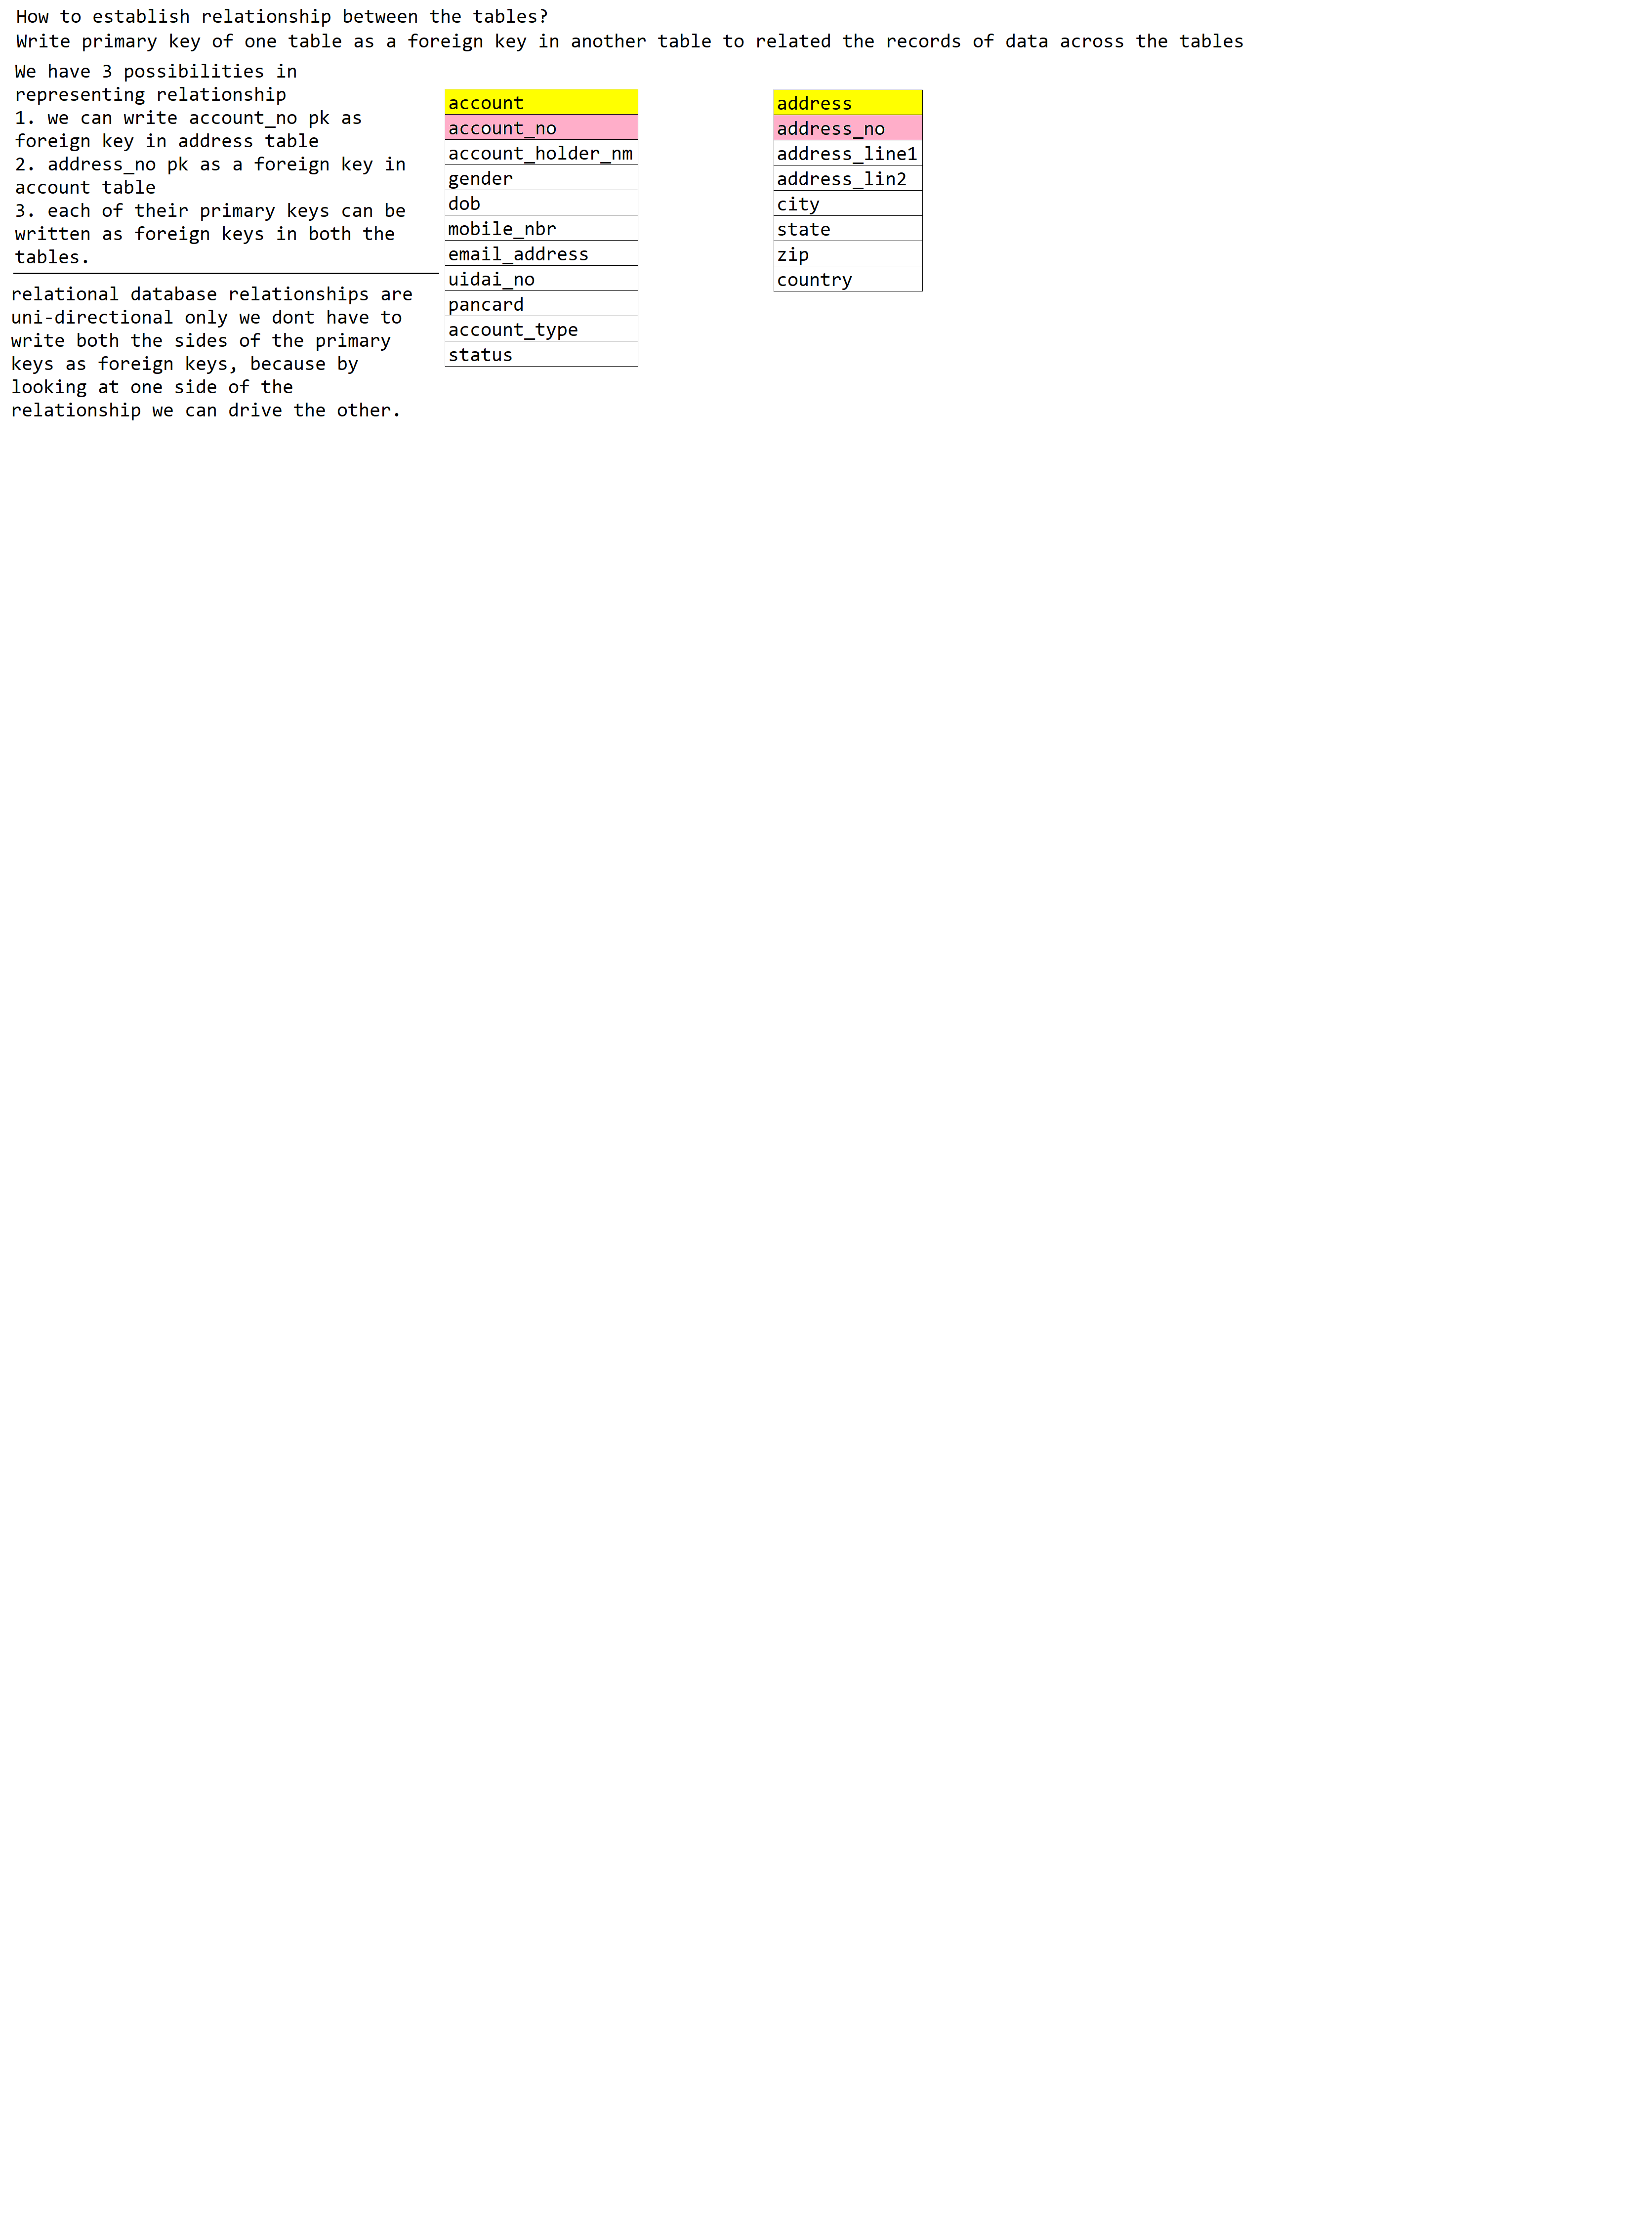 How to establish relationship between the tables?
Write primary key of one table as a foreign key in another table to related the records of data across the tables
We have 3 possibilities in
representing relationship
1. we can write account_no pk as
foreign key in address table
2. address_no pk as a foreign key in
account table
3. each of their primary keys can be
written as foreign keys in both the
tables.
relational database relationships are
uni-directional only we dont have to
write both the sides of the primary
keys as foreign keys, because by
looking at one side of the
relationship we can drive the other.
account
account_no
account_holder_nm
gender
dob
mobile_nbr
email_address
uidai_no
pancard
account_type
status
address
address_no
address_line1
address_lin2
city
state
zip
country